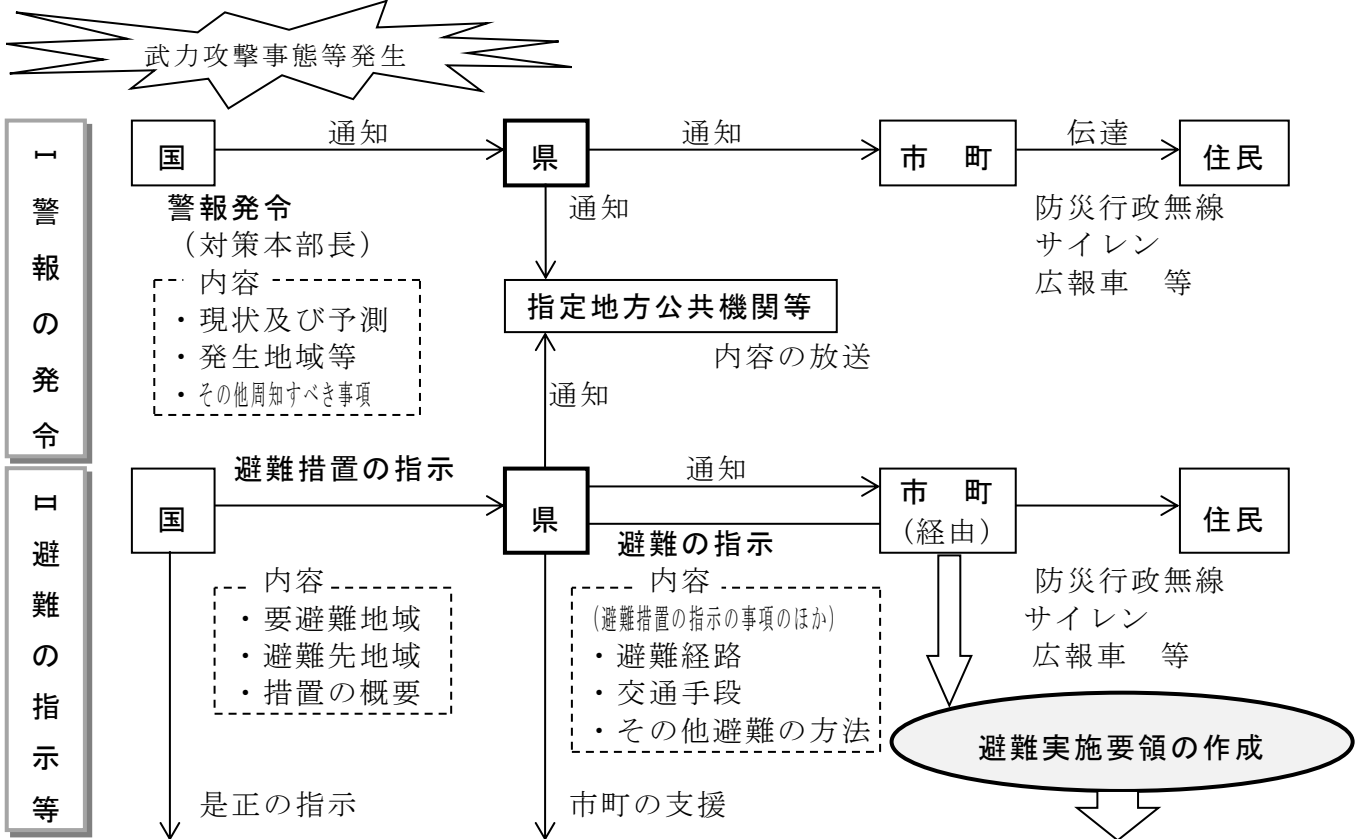 武力攻撃事態等発生
Ⅰ 警報の発令
国
通知
県
通知
市　町
伝達
住民
警報発令
（対策本部長）
通知
防災行政無線
サイレン
広報車　等
内容
・現状及び予測
・発生地域等
・その他周知すべき事項
指定地方公共機関等
内容の放送
通知
Ⅱ 避難の指示等
国
避難措置の指示
県
通知
市　町
（経由）
住民
避難の指示
内容
・要避難地域
・避難先地域
・措置の概要
内容
（避難措置の指示の事項のほか）
・避難経路
・交通手段
・その他避難の方法
防災行政無線
サイレン
広報車　等
避難実施要領の作成
是正の指示
市町の支援